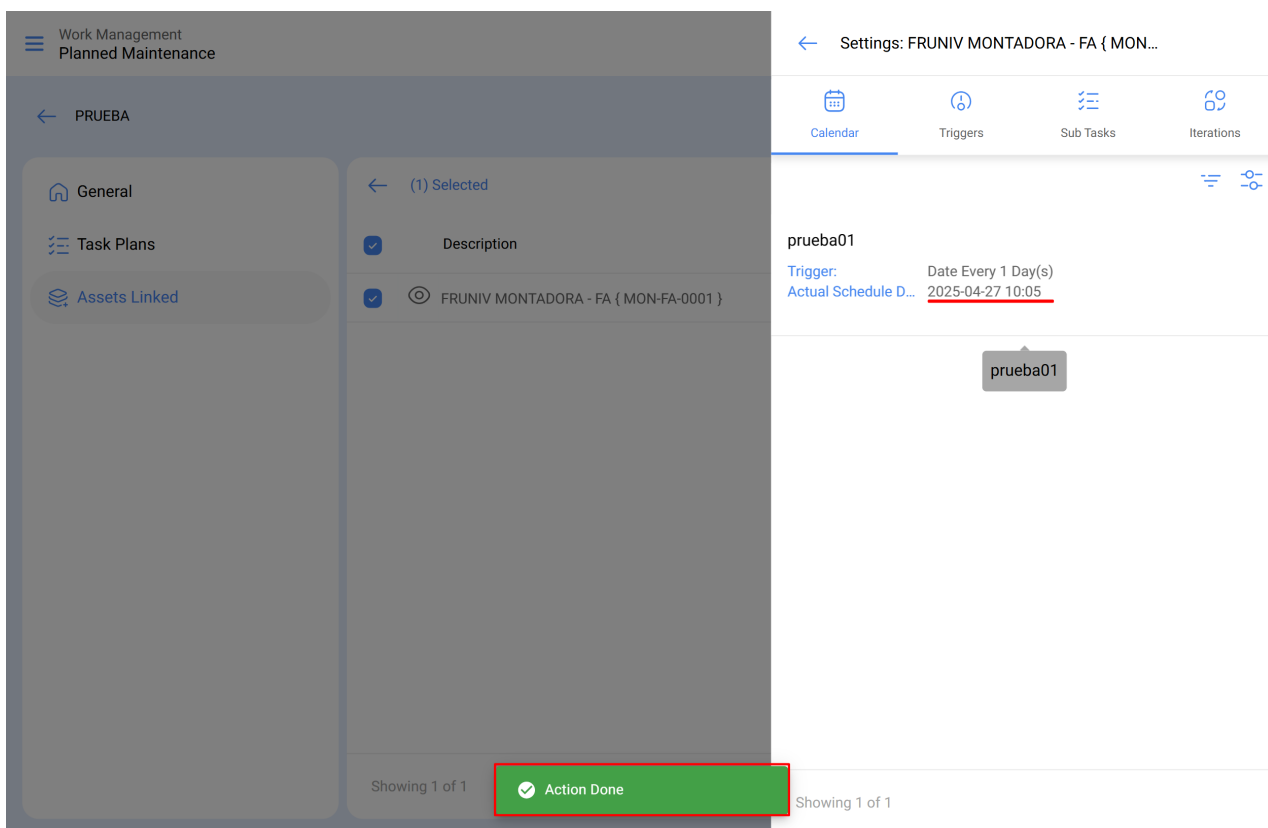 Work Management
Planned Maintenance
PRUEBA
General
Task Plans
Assets Linked
(1) Selected
Description
FRUNIV MONTADORA - FA { MON-FA-0001 }
Showing 1 of 1
Action Done
Settings: FRUNIV MONTADORA - FA { MON...
Calendar
Triggers
Sub Tasks
Iterations
prueba01
Trigger: Date Every 1 Day(s)
Actual Schedule D... 2025-04-27 10:05
prueba01
Showing 1 of 1